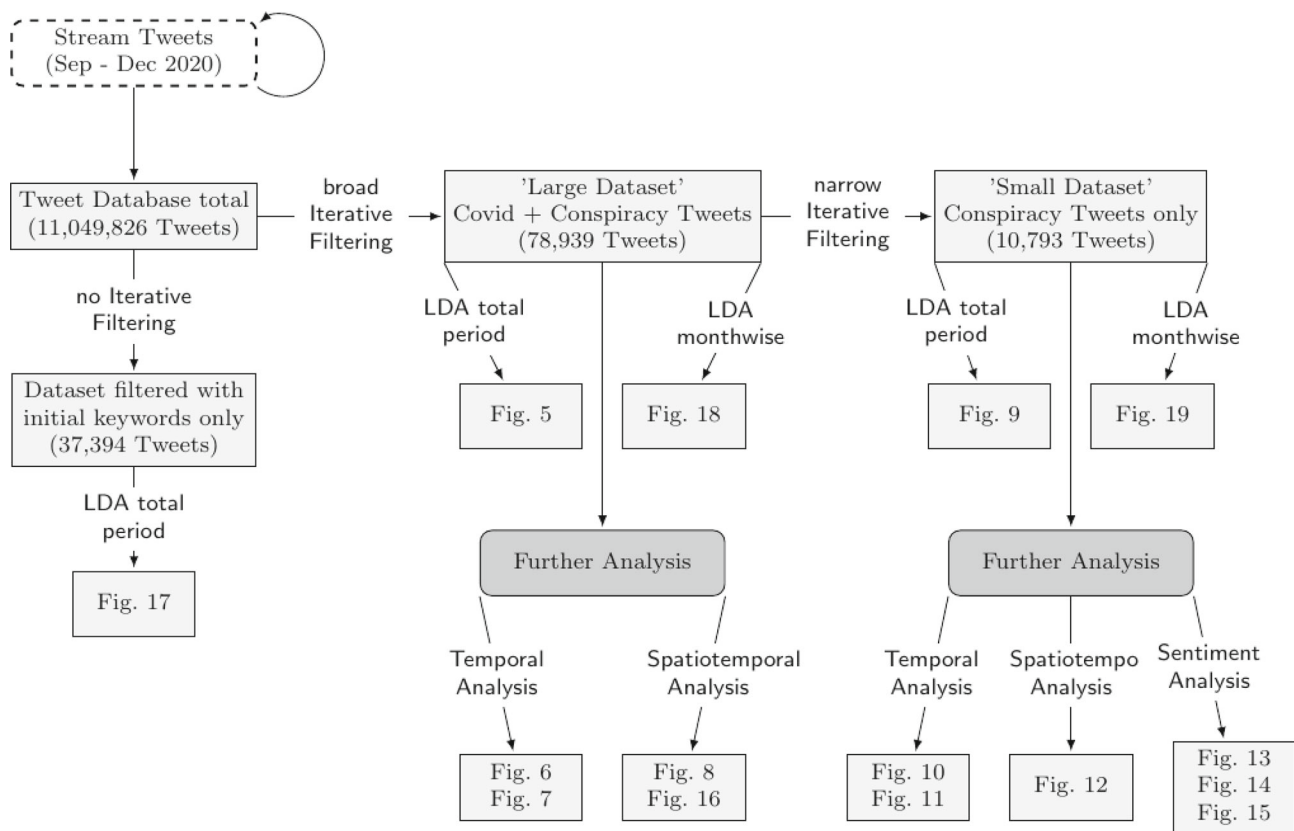 Stream Tweets
(Sep - Dec 2020)
Tweet Database total
(11,049,826 Tweets)
broad
Iterative
Filtering
'Large Dataset'
Covid + Conspiracy Tweets
(78,939 Tweets)
narrow
Iterative
Filtering
'Small Dataset'
Conspiracy Tweets only
(10,793 Tweets)
no Iterative
Filtering
LDA total
period
LDA
monthwise
LDA total
period
LDA
monthwise
Dataset filtered with
initial keywords only
(37,394 Tweets)
Fig. 5
Fig. 18
Fig. 9
Fig. 19
LDA total
period
Fig. 17
Further Analysis
Further Analysis
Temporal
Analysis
Spatiotemporal
Analysis
Temporal
Analysis
Spatiotempo
Analysis
Sentiment
Analysis
Fig. 6
Fig. 7
Fig. 8
Fig. 16
Fig. 10
Fig. 11
Fig. 12
Fig. 13
Fig. 14
Fig. 15